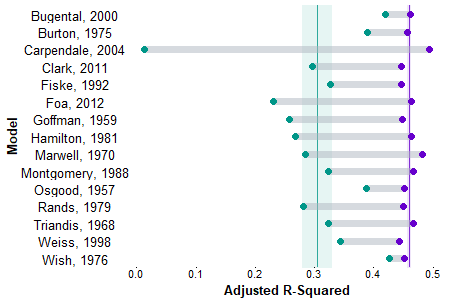 Bugental, 2000
Burton, 1975
Carpendale, 2004
Clark, 2011
Fiske, 1992
Foa, 2012
Goffman, 1959
Hamilton, 1981
Marwell, 1970
Montgomery, 1988
Osgood, 1957
Rands, 1979
Triandis, 1968
Weiss, 1998
Wish, 1976
Model
0.0 0.1 0.2 0.3 0.4 0.5
Adjusted R-Squared